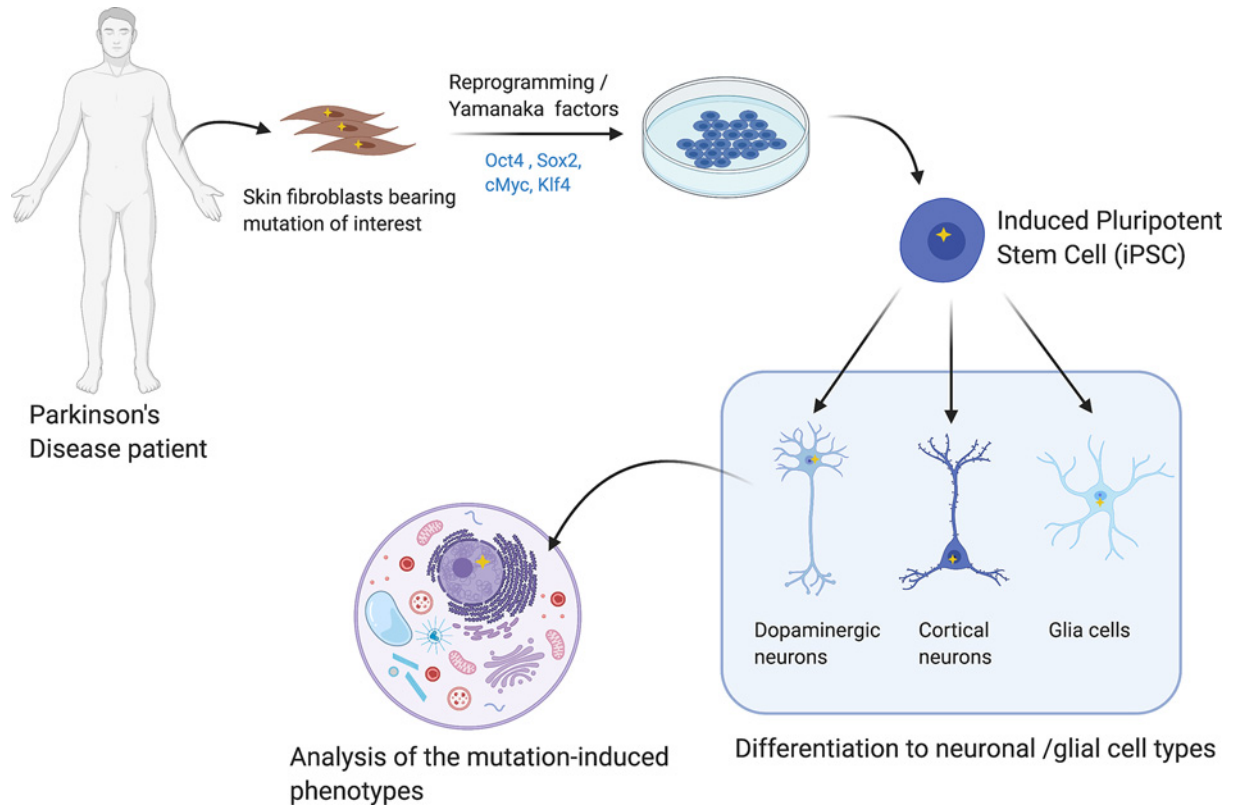 Reprogramming /
Yamanaka factors
Oct4 , Sox2,
cMyc, Klf4
Skin fibroblasts bearing
mutation of interest
Induced Pluripotent
Stem Cell (iPSC)
Parkinson's
Disease patient
Dopaminergic
neurons
Cortical
neurons
Glia cells
Analysis of the mutation-induced
phenotypes
Differentiation to neuronal /glial cell types